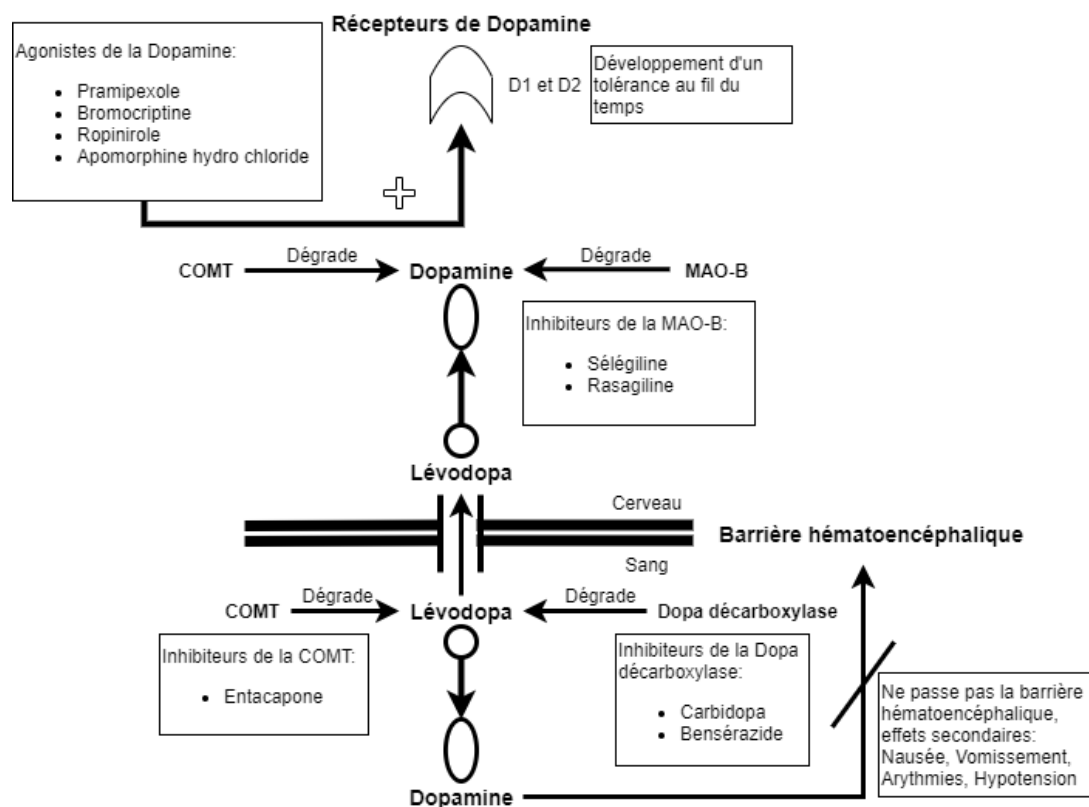 Récepteurs de Dopamine
Agonistes de la Dopamine:
Pramipexole
Bromocriptine
Ropinirole
Apomorphine hydro chloride
D1 et D2
Développement d'un
tolérance au fil du
temps
COMT
Dégrade
Dopamine
Dégrade
MAO-B
Inhibiteurs de la MAO-B:
Sélégiline
Rasagiline
Lévodopa
Cerveau
Barrière hématoencéphalique
Sang
COMT
Dégrade
Lévodopa
Dégrade
Dopa décarboxylase
Inhibiteurs de la COMT:
Entacapone
Inhibiteurs de la Dopa
décarboxylase:
Carbidopa
Bensérazide
Ne passe pas la barrière
hématoencéphalique,
effets secondaires:
Nausée, Vomissement,
Arythmies, Hypotension
Dopamine